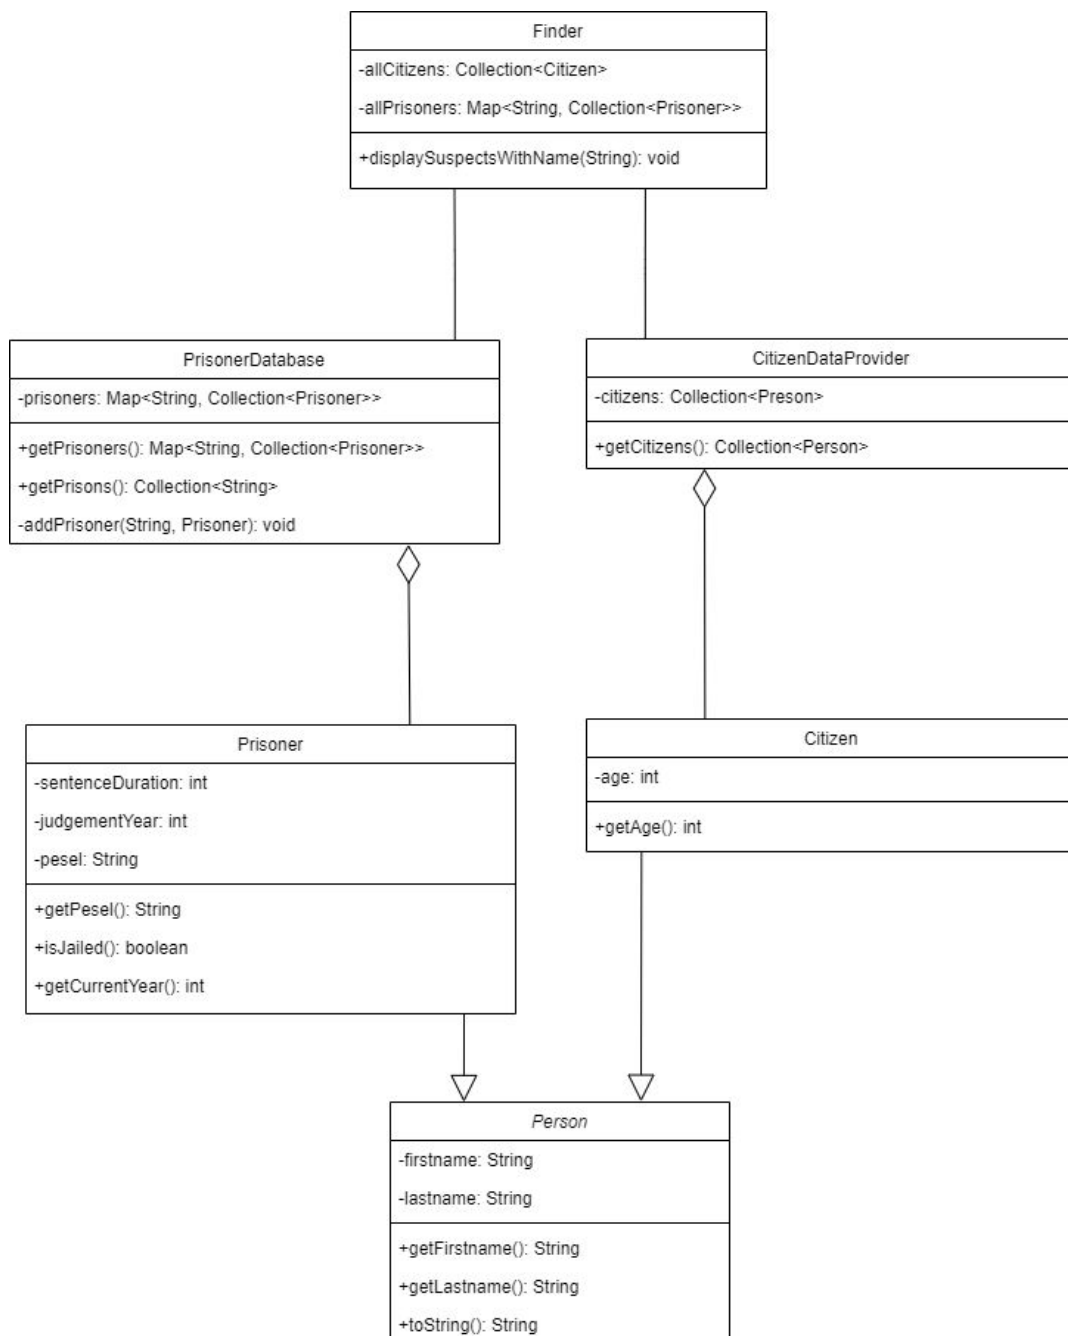 Finder
-allCitizens: Collection<Citizen>
-allPrisoners: Map<String, Collection<Prisoner>>
+displaySuspectsWithName(String): void
PrisonerDatabase
-prisoners: Map<String, Collection<Prisoner>>
+getPrisoners(): Map<String, Collection<Prisoner>>
+getPrisons(): Collection<String>
-addPrisoner(String, Prisoner): void
CitizenDataProvider
-citizens: Collection<Preson>
+getCitizens(): Collection<Person>
Prisoner
-sentenceDuration: int
-judgementYear: int
-pesel: String
+getPesel(): String
+isJailed(): boolean
+getCurrentYear(): int
Citizen
-age: int
+getAge(): int
Person
-firstname: String
-lastname: String
+getFirstname(): String
+getLastname(): String
+toString(): String